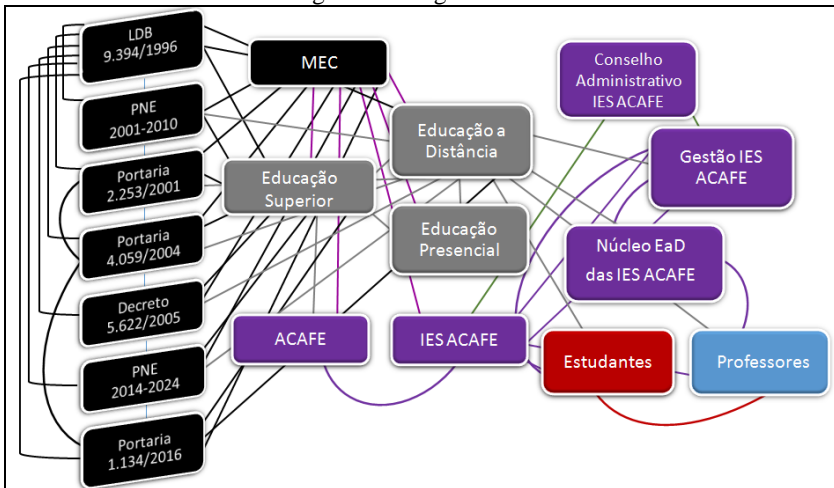 LDB
9.394/1996
PNE
2001-2010
Portaria
2.253/2001
Portaria
4.059/2004
Decreto
5.622/2005
PNE
2014-2024
Portaria
1.134/2016
MEC
Educação
Superior
Educação a
Distância
Educação
Presencial
ACAFE
IES ACAFE
Conselho
Administrativo
IES ACAFE
Gestão IES
ACAFE
Núcleo EaD
das IES ACAFE
Estudantes
Professores